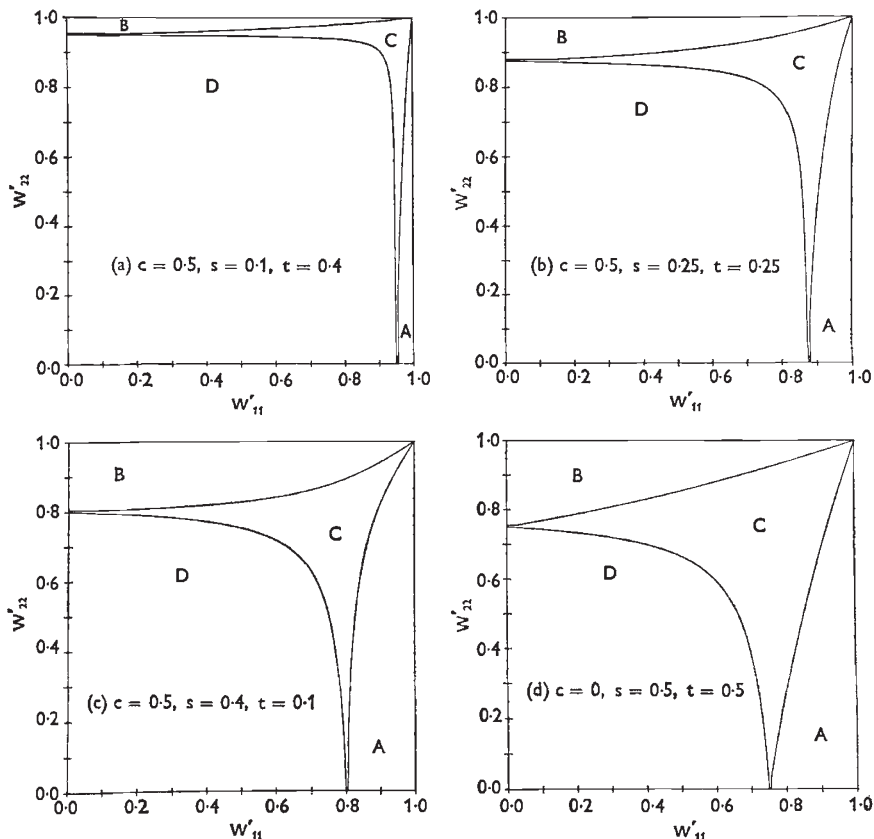 1·0
B
C
0·8
D
0·6
W'22
0·4
(a) c = 0·5, s = 0·1, t = 0·4
0·2
A
0·0
0·0 0·2 0·4 0·6 0·8 1·0
W'11
1·0
B
C
0·8
D
0·6
W'22
0·4
(b) c = 0·5, s = 0·25, t = 0·25
0·2
A
0·0
0·0 0·2 0·4 0·6 0·8 1·0
W'11
1·0
B
0·8
C
D
0·6
W'22
0·4
(c) c = 0·5, s = 0·4, t = 0·1
0·2
A
0·0
0·0 0·2 0·4 0·6 0·8 1·0
W'11
1·0
B
0·8
C
D
0·6
W'22
0·4
(d) c = 0, s = 0·5, t = 0·5
0·2
A
0·0
0·0 0·2 0·4 0·6 0·8 1·0
W'11